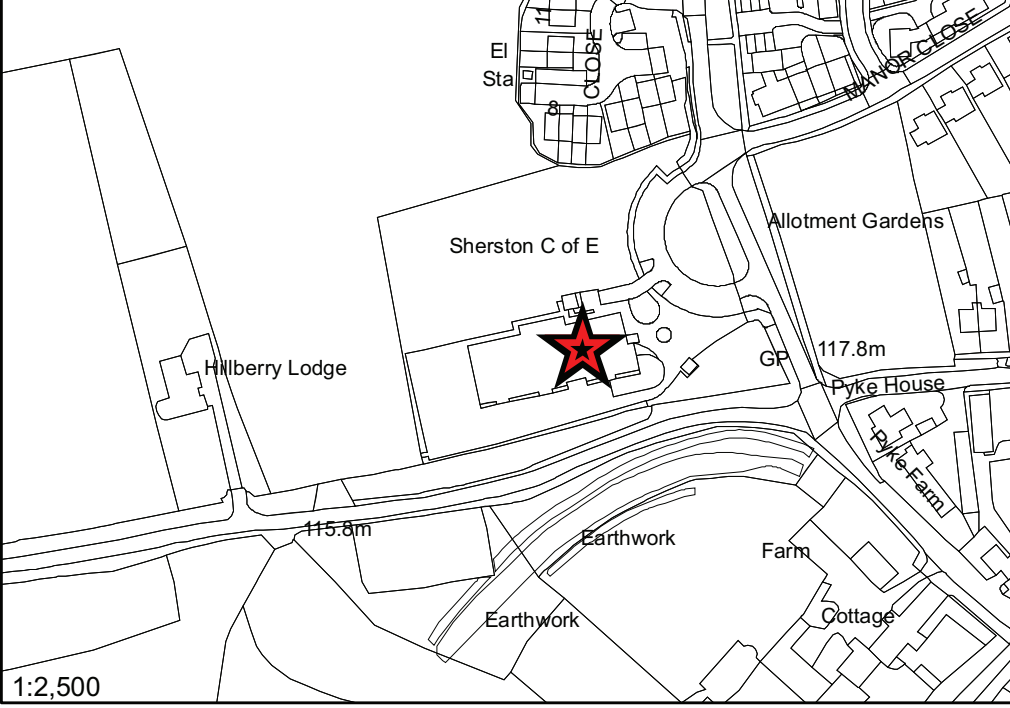 11
El
Sta
CLOSE
8
MANOR CLOSE
Allotment Gardens
Sherston C of E
Hillberry Lodge
GP
117.8m
Pyke House
Pyke Farm
115.8m
Earthwork
Farm
Earthwork
Cottage
1:2,500